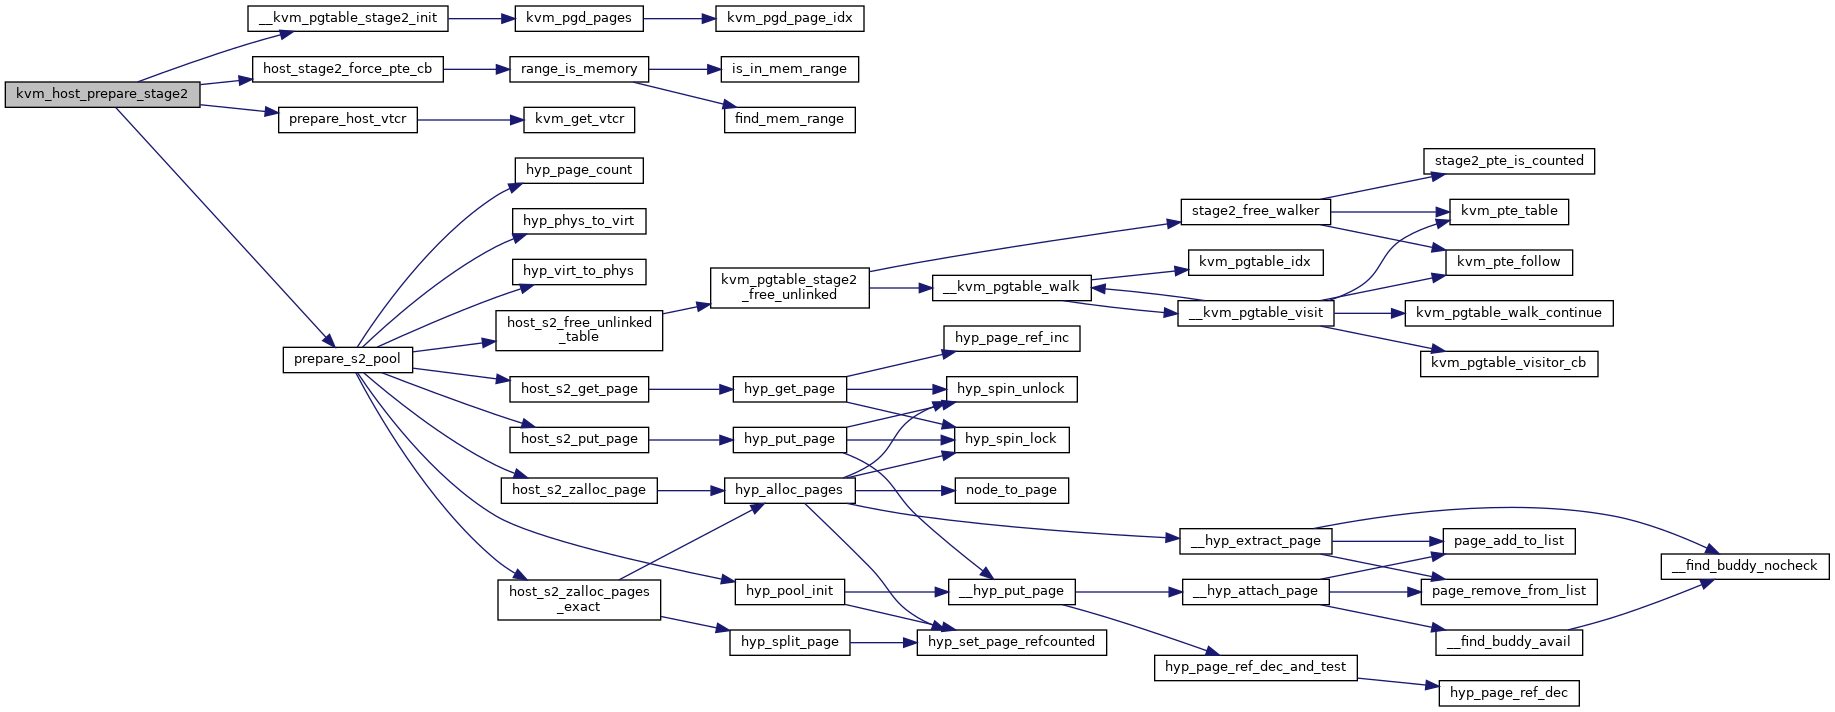 kvm_host_prepare_stage2
__kvm_pgtable_stage2_init
kvm_pgd_pages
kvm_pgd_page_idx
host_stage2_force_pte_cb
range_is_memory
is_in_mem_range
find_mem_range
prepare_host_vtcr
kvm_get_vtcr
prepare_s2_pool
hyp_page_count
hyp_phys_to_virt
hyp_virt_to_phys
host_s2_free_unlinked
_table
kvm_pgtable_stage2
_free_unlinked
stage2_free_walker
stage2_pte_is_counted
kvm_pte_table
kvm_pte_follow
__kvm_pgtable_walk
kvm_pgtable_idx
__kvm_pgtable_visit
kvm_pgtable_walk_continue
kvm_pgtable_visitor_cb
host_s2_get_page
hyp_get_page
hyp_page_ref_inc
hyp_spin_unlock
hyp_spin_lock
host_s2_put_page
hyp_put_page
host_s2_zalloc_page
hyp_alloc_pages
node_to_page
__hyp_extract_page
page_add_to_list
__find_buddy_nocheck
page_remove_from_list
host_s2_zalloc_pages
_exact
hyp_pool_init
__hyp_put_page
__hyp_attach_page
__find_buddy_avail
hyp_split_page
hyp_set_page_refcounted
hyp_page_ref_dec_and_test
hyp_page_ref_dec